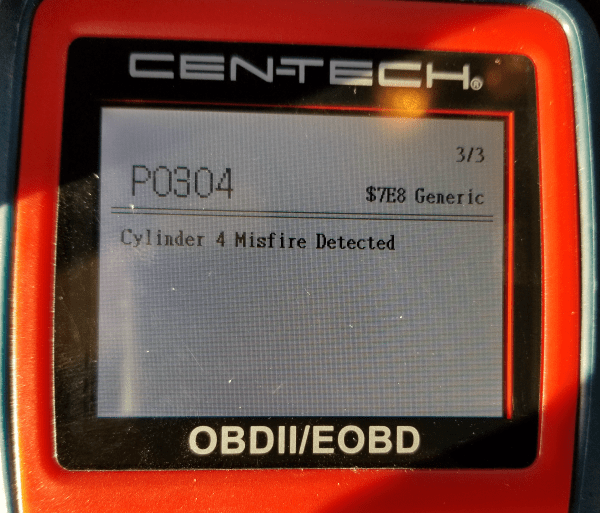 CEN-TECH®
3/3
P0304
$7E8 Generic
Cylinder 4 Misfire Detected
OBDII/EOBD